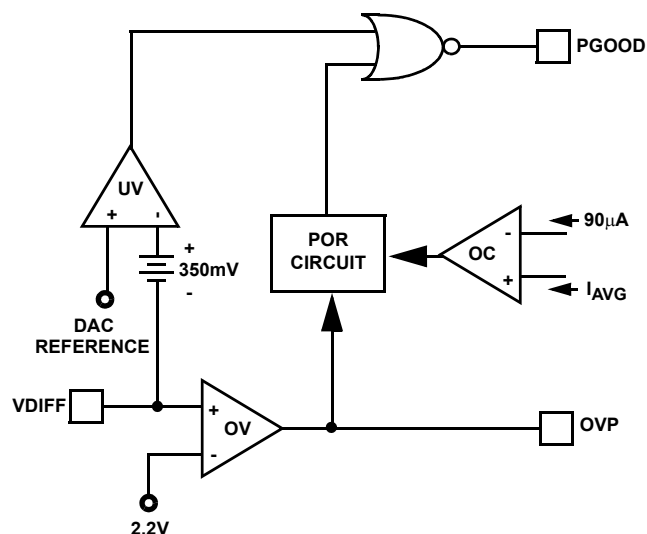 PGOOD
UV
+ -
+
350mV
-
DAC
REFERENCE
POR
CIRCUIT
OC
-
+
90μA
IAVG
VDIFF
+
OV
-
OVP
2.2V